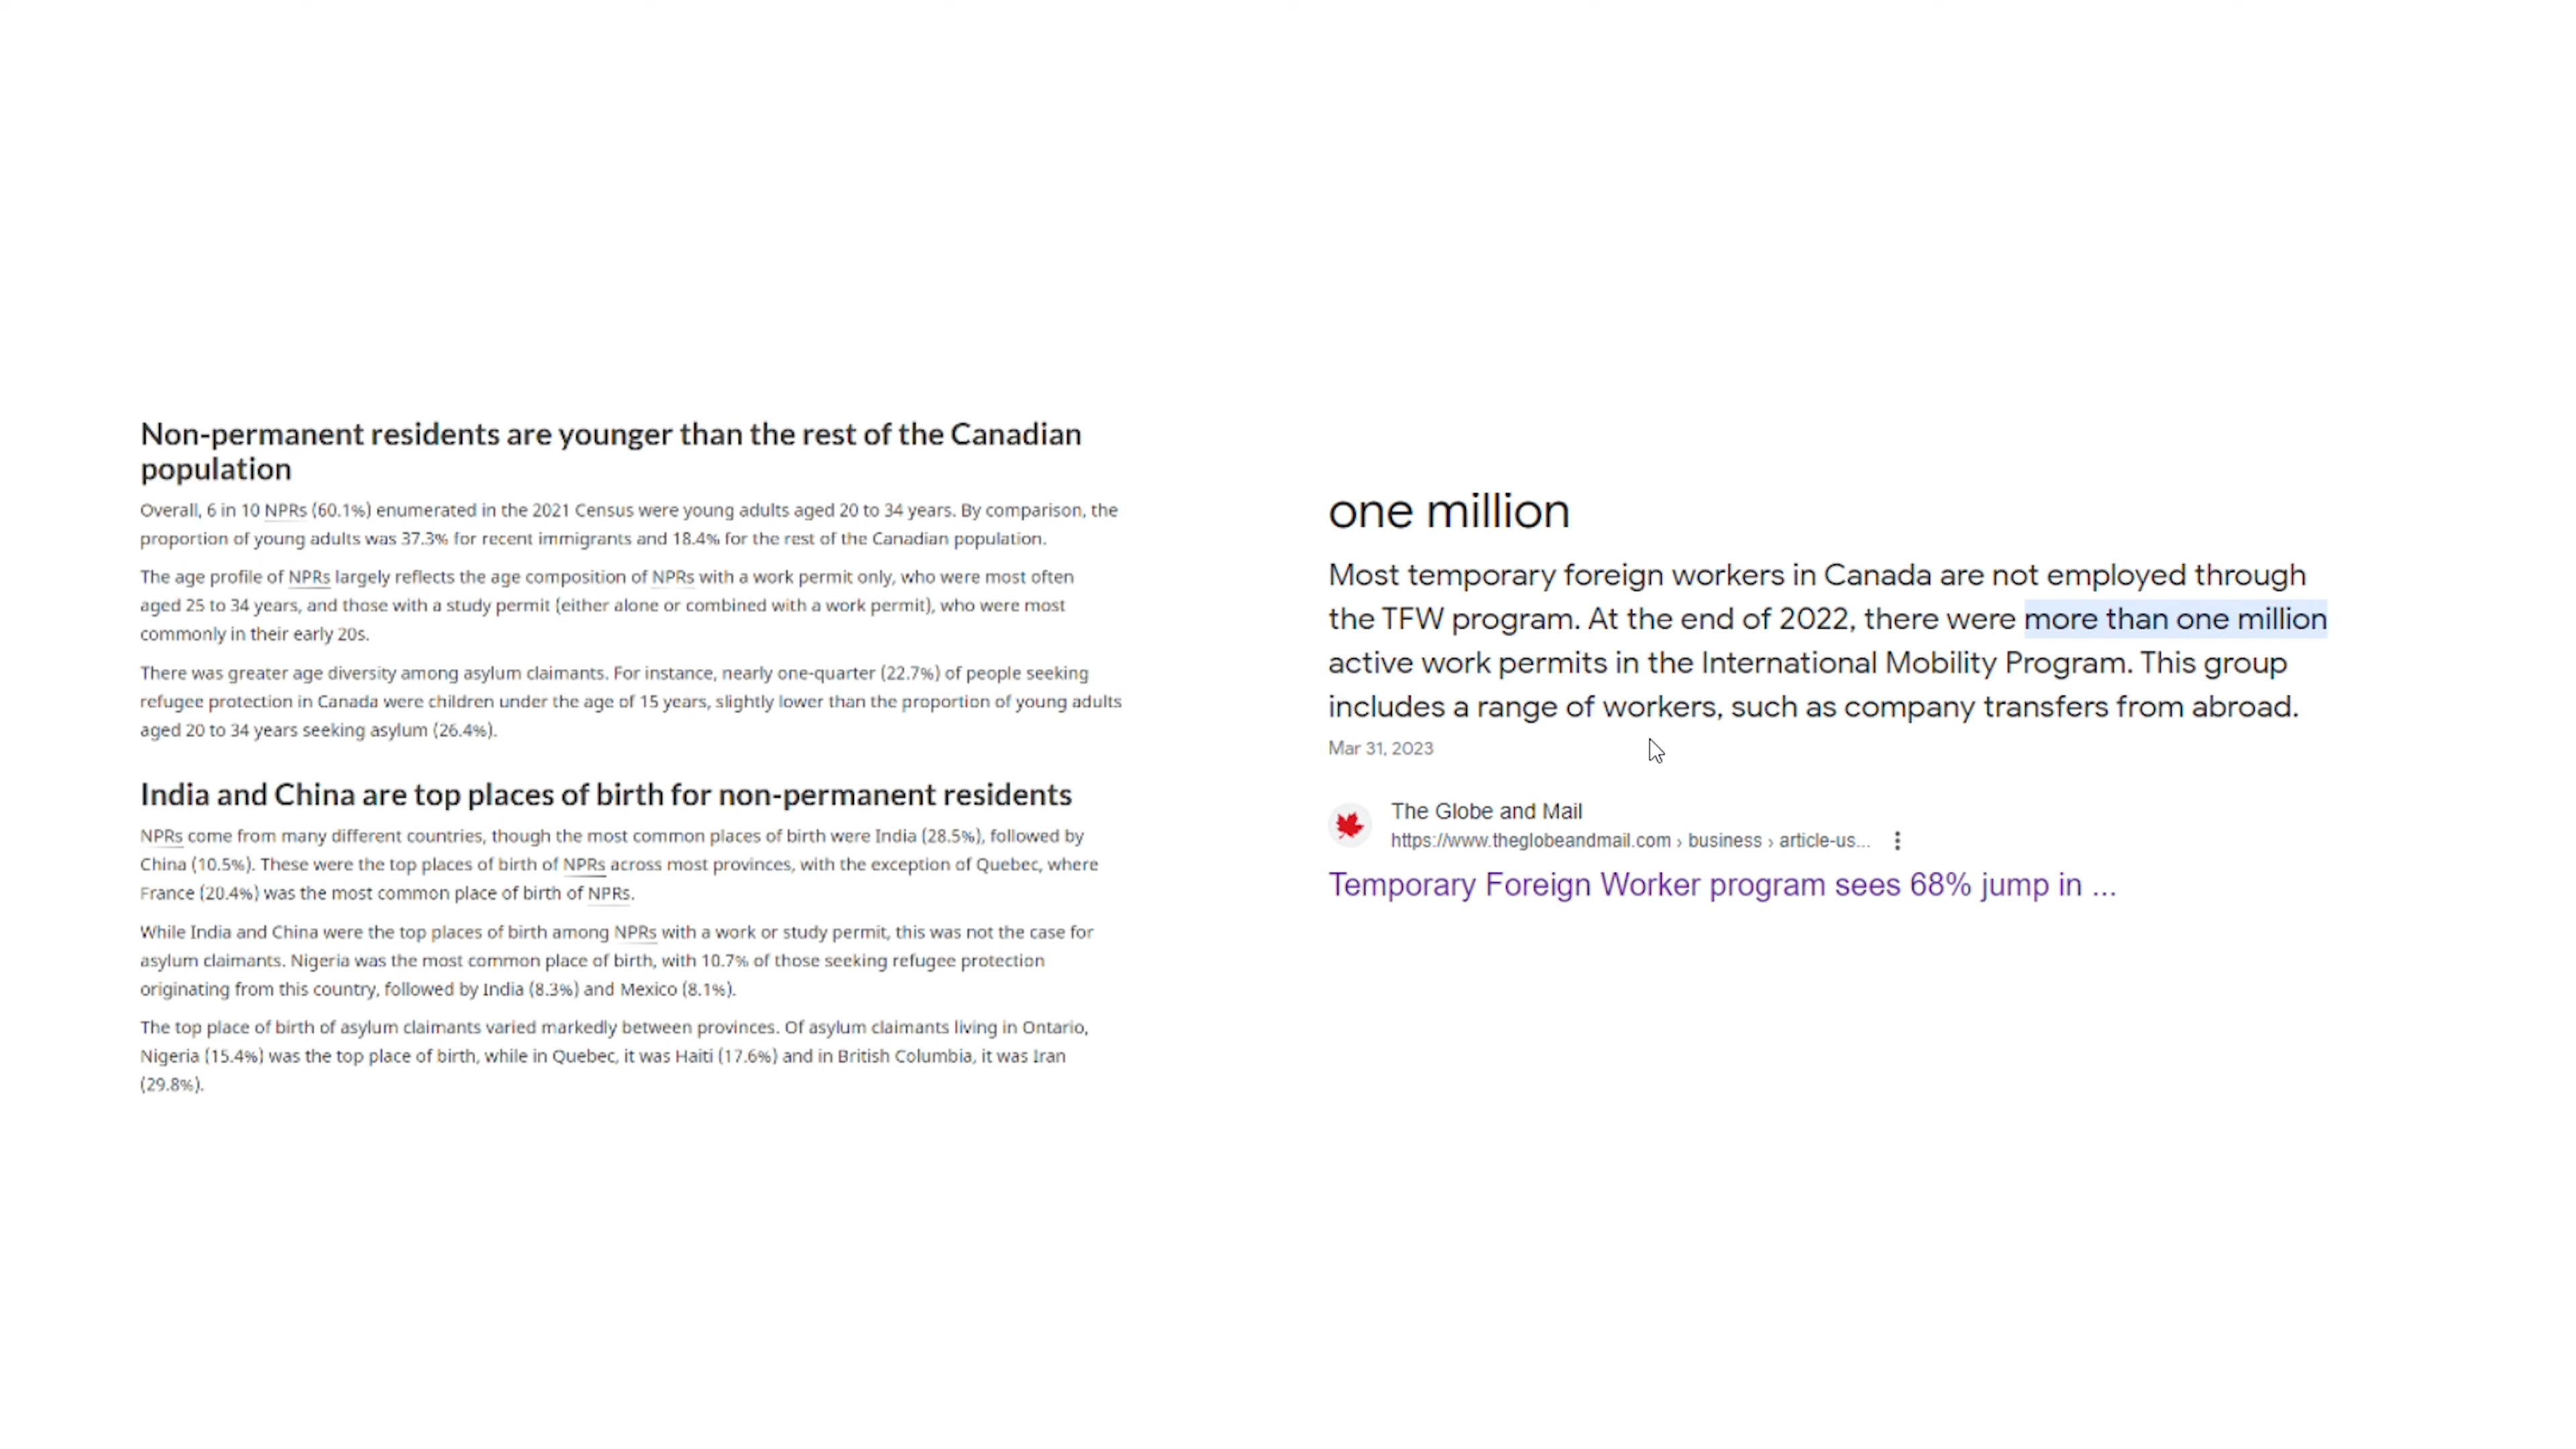 Non-permanent residents are younger than the rest of the Canadian
population
Overall, 6 in 10 NPRs (60.1%) enumerated in the 2021 Census were young adults aged 20 to 34 years. By comparison, the
proportion of young adults was 37.3% for recent immigrants and 18.4% for the rest of the Canadian population.
The age profile of NPRs largely reflects the age composition of NPRs with a work permit only, who were most often
aged 25 to 34 years, and those with a study permit (either alone or combined with a work permit), who were most
commonly in their early 20s.
There was greater age diversity among asylum claimants. For instance, nearly one-quarter (22.7%) of people seeking
refugee protection in Canada were children under the age of 15 years, slightly lower than the proportion of young adults
aged 20 to 34 years seeking asylum (26.4%).
India and China are top places of birth for non-permanent residents
NPRs come from many different countries, though the most common places of birth were India (28.5%), followed by
China (10.5%). These were the top places of birth of NPRs across most provinces, with the exception of Quebec, where
France (20.4%) was the most common place of birth of NPRs.
While India and China were the top places of birth among NPRs with a work or study permit, this was not the case for
asylum claimants. Nigeria was the most common place of birth, with 10.7% of those seeking refugee protection
originating from this country, followed by India (8.3%) and Mexico (8.1%).
The top place of birth of asylum claimants varied markedly between provinces. Of asylum claimants living in Ontario,
Nigeria (15.4%) was the top place of birth, while in Quebec, it was Haiti (17.6%) and in British Columbia, it was Iran
(29.8%).
one million
Most temporary foreign workers in Canada are not employed through
the TFW program. At the end of 2022, there were more than one million
active work permits in the International Mobility Program. This group
includes a range of workers, such as company transfers from abroad.
Mar 31, 2023
The Globe and Mail
https://www.theglobeandmail.com › business › article-us...
Temporary Foreign Worker program sees 68% jump in ...